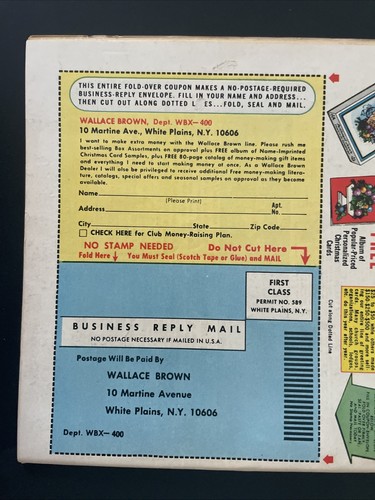 THIS ENTIRE FOLD-OVER COUPON MAKES A NO-POSTAGE-REQUIRED
BUSINESS-REPLY ENVELOPE. FILL IN YOUR NAME AND ADDRESS...
THEN CUT OUT ALONG DOTTED L ES...FOLD, SEAL AND MAIL.
WALLACE BROWN, Dept. WBX—400
10 Martine Ave., White Plains, N.Y. 10606
I want to make extra money with the Wallace Brown line. Please rush me
best-selling Box Assortments on approval plus FREE album of Name-Imprinted
Christmas Card Samples, plus FREE 80-page catalog of money-making gift items
and everything I need to start making money at once. As a Wallace Brown
Dealer I will also be privileged to receive additional free money-making litera-
ture, catalogs, special offers and seasonal samples on approval as they become
available.
Name
(Please Print)
Address Apt. No.
City State Zip Code
CHECK HERE for Club Money-Raising Plan.
NO STAMP NEEDED Do Not Cut Here
Fold Here You Must Seal (Scotch Tape or Glue) and MAIL
FIRST
CLASS
PERMIT NO. 589
WHITE PLAINS, N.Y.
BUSINESS REPLY MAIL
NO POSTAGE NECESSARY IF MAILED IN U.S.A.
Postage Will Be Paid By
WALLACE BROWN
10 Martine Avenue
White Plains, N.Y. 10606
Dept. WBX—400
Cut along Dotted Line
Album of
Popular-Priced
Personalized
Christmas
Cards